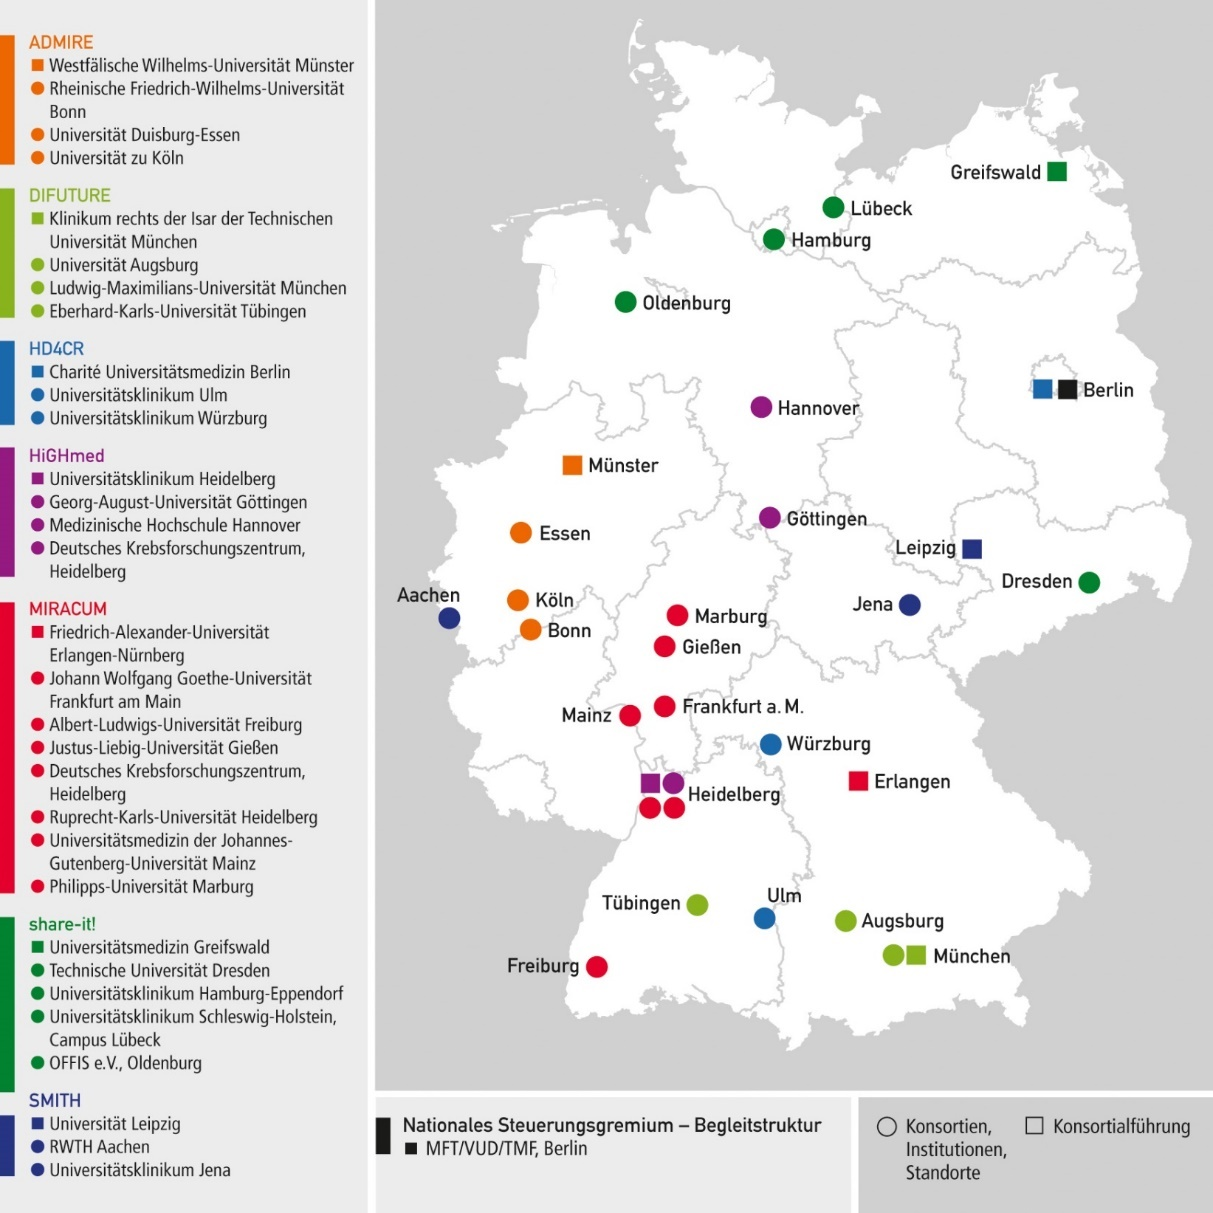 ADMIRE
Westfälische Wilhelms-Universität Münster
Rheinische Friedrich-Wilhelms-Universität
Bonn
Universität Duisburg-Essen
Universität zu Köln
DIFUTURE
Klinikum rechts der Isar der Technischen
Universität München
Universität Augsburg
Ludwig-Maximilians-Universität München
Eberhard-Karls-Universität Tübingen
HD4CR
Charité Universitätsmedizin Berlin
Universitätsklinikum Ulm
Universitätsklinikum Würzburg
HiGHmed
Universitätsklinikum Heidelberg
Georg-August-Universität Göttingen
Medizinische Hochschule Hannover
Deutsches Krebsforschungszentrum,
Heidelberg
MIRACUM
Friedrich-Alexander-Universität
Erlangen-Nürnberg
Johann Wolfgang Goethe-Universität
Frankfurt am Main
Albert-Ludwigs-Universität Freiburg
Justus-Liebig-Universität Gießen
Deutsches Krebsforschungszentrum,
Heidelberg
Ruprecht-Karls-Universität Heidelberg
Universitätsmedizin der Johannes-
Gutenberg-Universität Mainz
Philipps-Universität Marburg
share-it!
Universitätsmedizin Greifswald
Technische Universität Dresden
Universitätsklinikum Hamburg-Eppendorf
Universitätsklinikum Schleswig-Holstein,
Campus Lübeck
OFFIS e.V., Oldenburg
SMITH
Universität Leipzig
RWTH Aachen
Universitätsklinikum Jena
Greifswald
Lübeck
Hamburg
Oldenburg
Berlin
Hannover
Münster
Göttingen
Essen
Leipzig
Dresden
Aachen
Köln
Jena
Marburg
Bonn
Gießen
Frankfurt a. M.
Mainz
Würzburg
Erlangen
Heidelberg
Ulm
Tübingen
Augsburg
München
Freiburg
Nationales Steuerungsgremium – Begleitstruktur
MFT/VUD/TMF, Berlin
Konsortien,
Institutionen,
Standorte
Konsortialführung